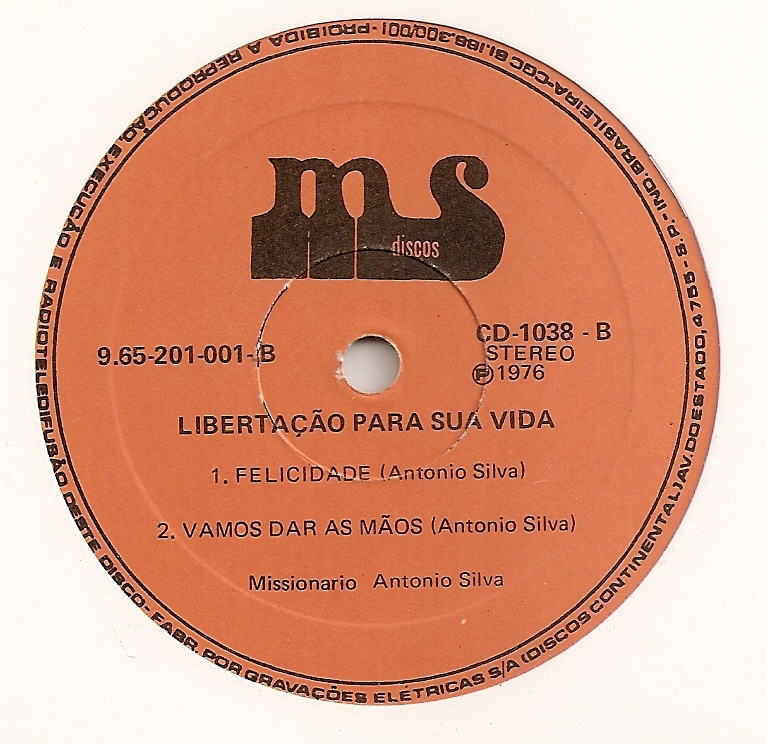 ms
discos
9.65-201-001-B
CD-1038 - B
STEREO
Ⓟ1976
LIBERTAÇÃO PARA SUA VIDA
1. FELICIDADE (Antonio Silva)
2. VAMOS DAR AS MÃOS (Antonio Silva)
Missionario Antonio Silva
PROIBIDA A REPRODUÇÃO, EXECUÇÃO E RADIOTELEDIFUSÃO DESTE DISCO - FABR. POR GRAVAÇÕES ELÉTRICAS S/A (DISCOS CONTINENTAL) AV. DO ESTADO, 4755 - S.P. - IND. BRASILEIRA - CGC 61.186.300/001 -